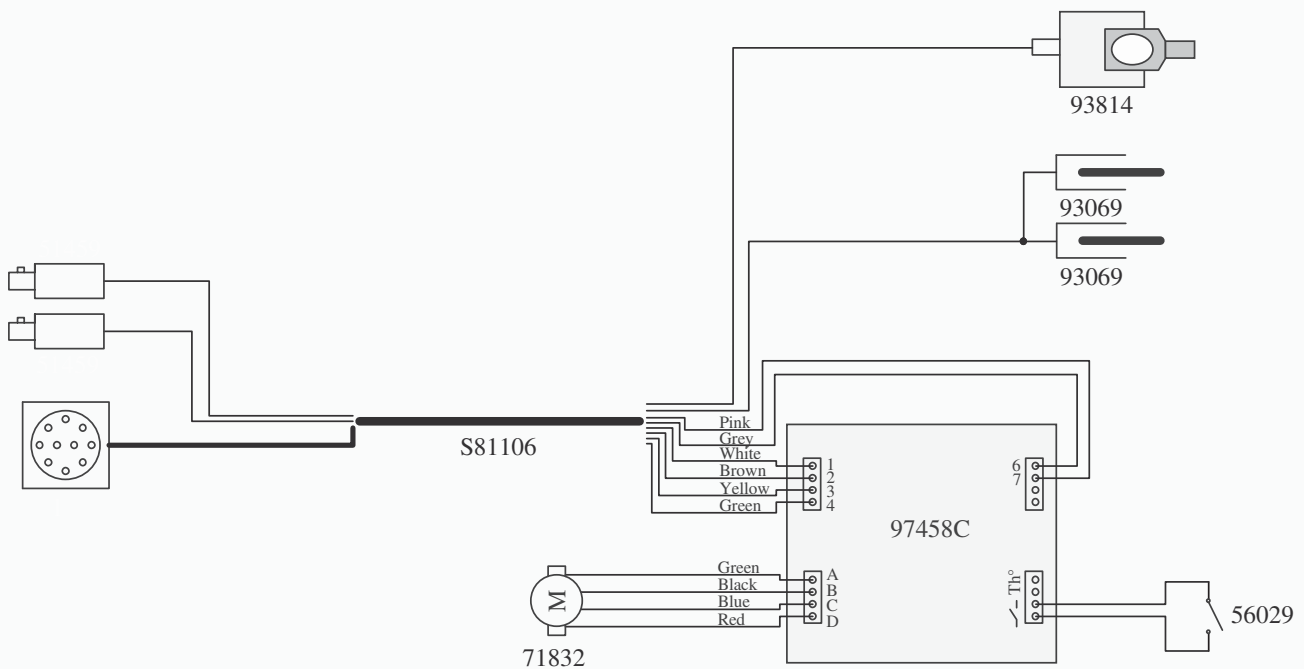 93814
93069
93069
S81106
Pink
Grey
White
Brown
Yellow
Green
1
2
3
4
6
7
97458C
Green
Black
Blue
Red
A
B
C
D
Th°
M
71832
56029